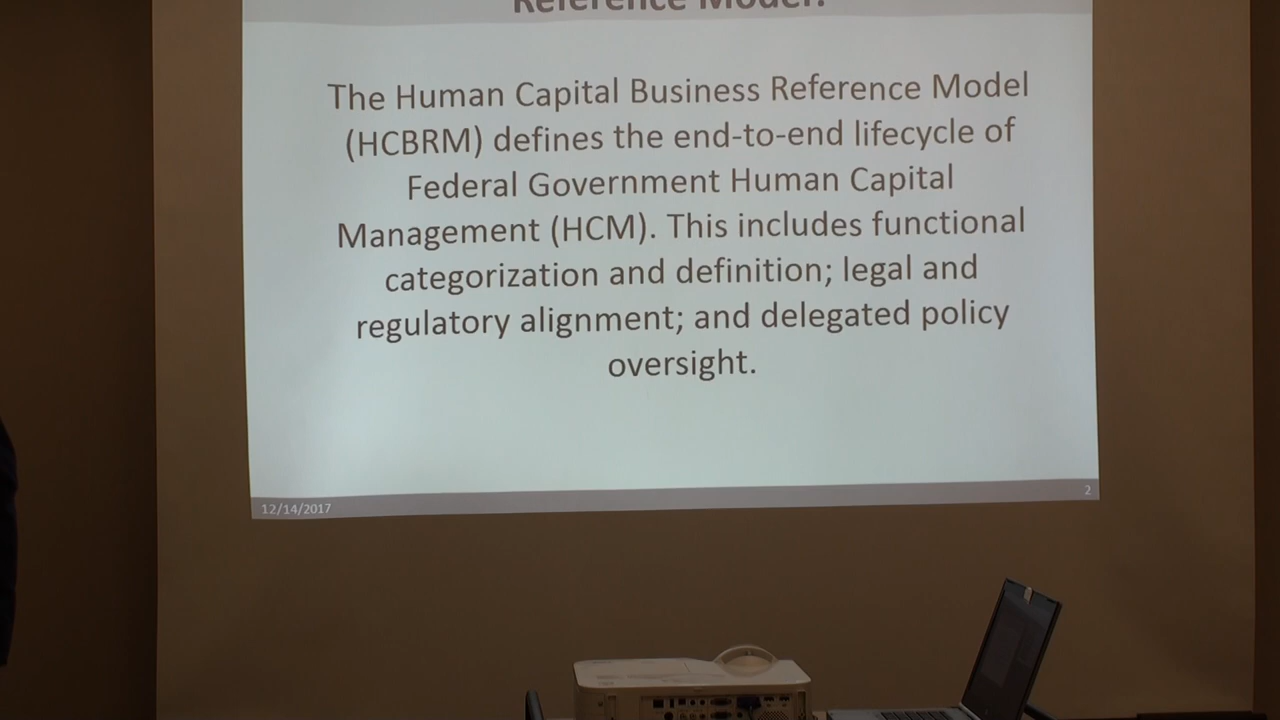 Reference Model?
The Human Capital Business Reference Model
(HCBRM) defines the end-to-end lifecycle of
Federal Government Human Capital
Management (HCM). This includes functional
categorization and definition; legal and
regulatory alignment; and delegated policy
oversight.
12/14/2017
2